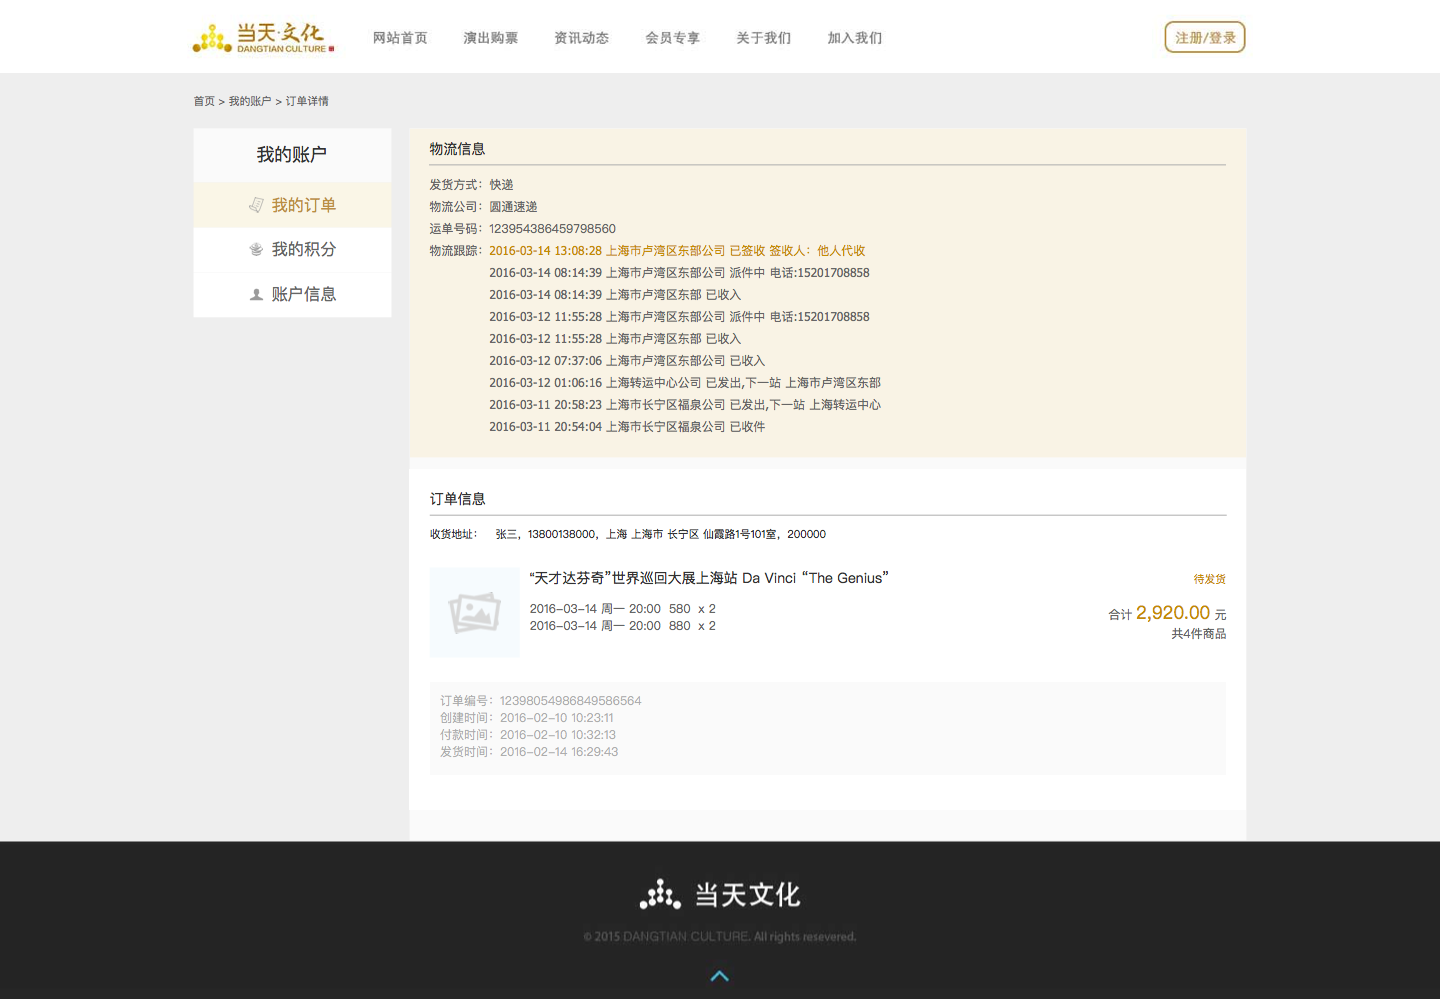 当天·文化
DANGTIAN CULTURE
网站首页 演出购票 资讯动态 会员专享 关于我们 加入我们
注册/登录
首页 > 我的账户 > 订单详情
我的账户
我的订单
我的积分
账户信息
物流信息
发货方式：快递
物流公司：圆通速递
运单号码：123954386459798560
物流跟踪：2016-03-14 13:08:28 上海市卢湾区东部公司 已签收 签收人：他人代收
2016-03-14 08:14:39 上海市卢湾区东部公司 派件中 电话:15201708858
2016-03-14 08:14:39 上海市卢湾区东部 已收入
2016-03-12 11:55:28 上海市卢湾区东部公司 派件中 电话:15201708858
2016-03-12 11:55:28 上海市卢湾区东部 已收入
2016-03-12 07:37:06 上海市卢湾区东部公司 已收入
2016-03-12 01:06:16 上海转运中心公司 已发出,下一站 上海市卢湾区东部
2016-03-11 20:58:23 上海市长宁区福泉公司 已发出,下一站 上海转运中心
2016-03-11 20:54:04 上海市长宁区福泉公司 已收件
订单信息
收货地址： 张三，13800138000，上海 上海市 长宁区 仙霞路1号101室，200000
“天才达芬奇”世界巡回大展上海站 Da Vinci “The Genius”
待发货
2016-03-14 周一 20:00 580 x 2
2016-03-14 周一 20:00 880 x 2
合计 2,920.00 元
共4件商品
订单编号：12398054986849586564
创建时间：2016-02-10 10:23:11
付款时间：2016-02-10 10:32:13
发货时间：2016-02-14 16:29:43
当天文化
© 2015 DANGTIAN CULTURE. All rights resevered.